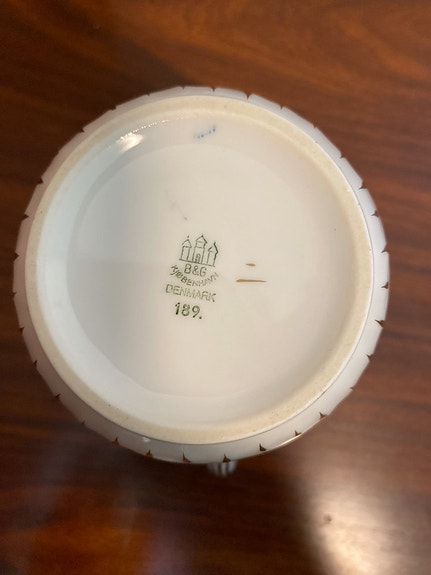 B&G
KJØBENHAVN
DENMARK
189.